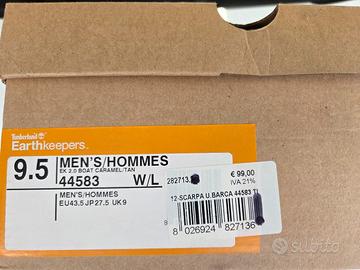 Timberland
Earthkeepers.
9.5
MEN'S/HOMMES
EK 2.0 BOAT CARAMEL/TAN
44583 W/L
MEN'S/HOMMES
EU43.5 JP27.5 UK9
€ 99,00
IVA 21%
12-SCARPA U.BARCA 44583
8 026924 827136
subito